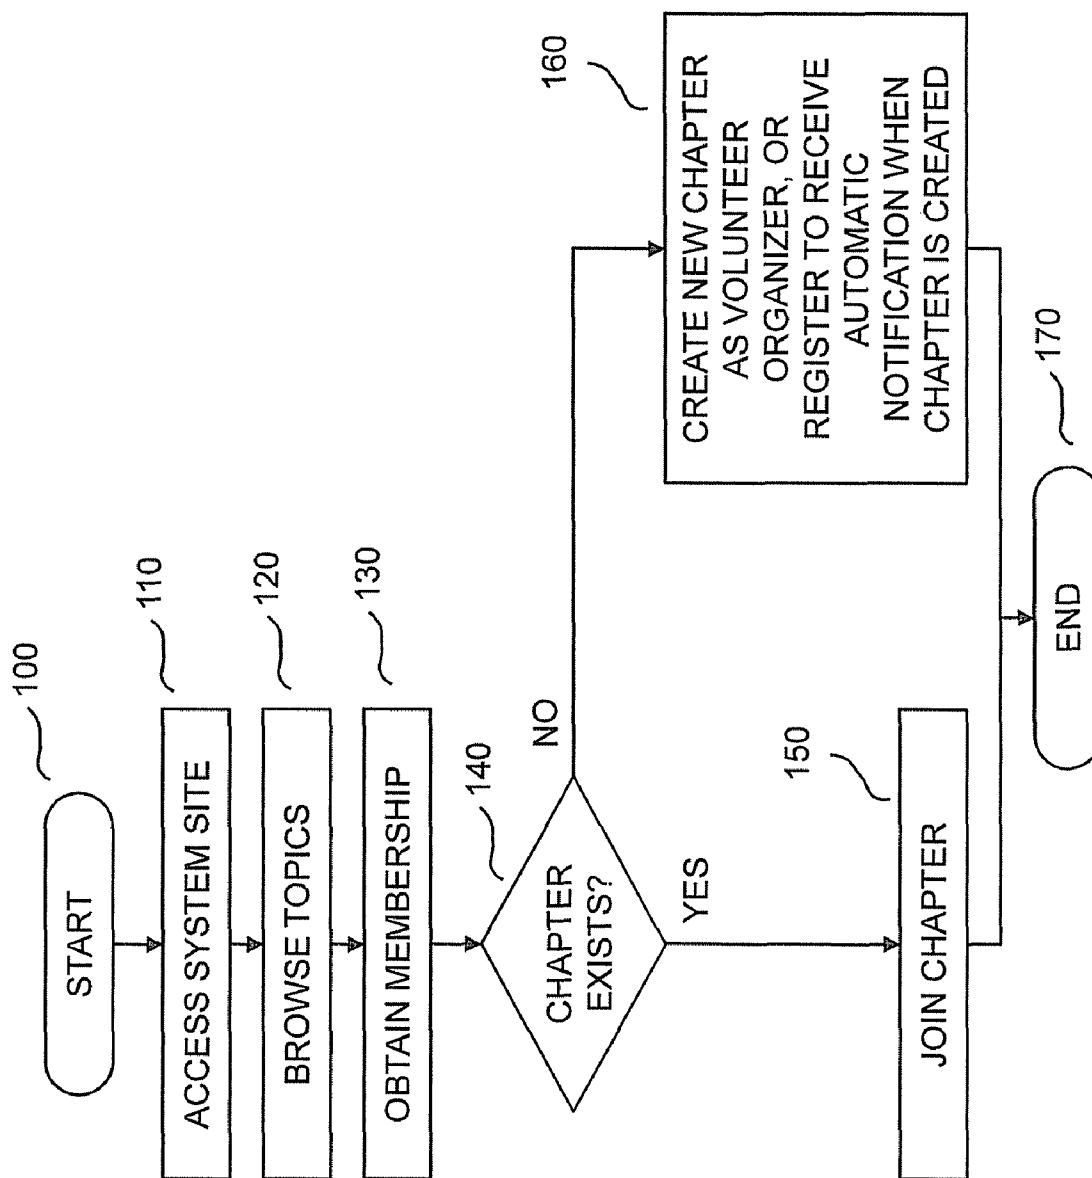 START
100
ACCESS SYSTEM SITE
110
BROWSE TOPICS
120
OBTAIN MEMBERSHIP
130
CHAPTER
EXISTS?
140
NO
YES
CREATE NEW CHAPTER
AS VOLUNTEER
ORGANIZER, OR
REGISTER TO RECEIVE
AUTOMATIC
NOTIFICATION WHEN
CHAPTER IS CREATED
160
JOIN CHAPTER
150
END
170